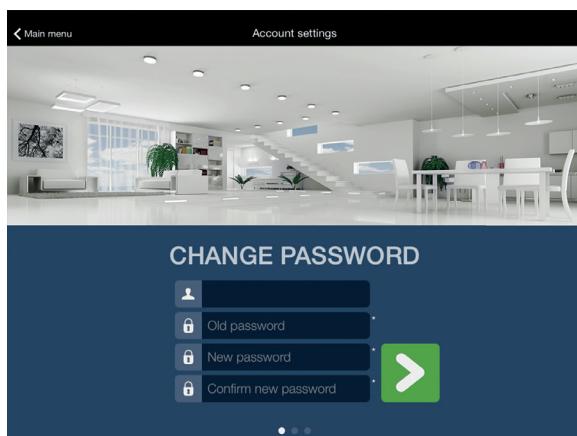 Main menu
Account settings
CHANGE PASSWORD
Old password *
New password *
Confirm new password *